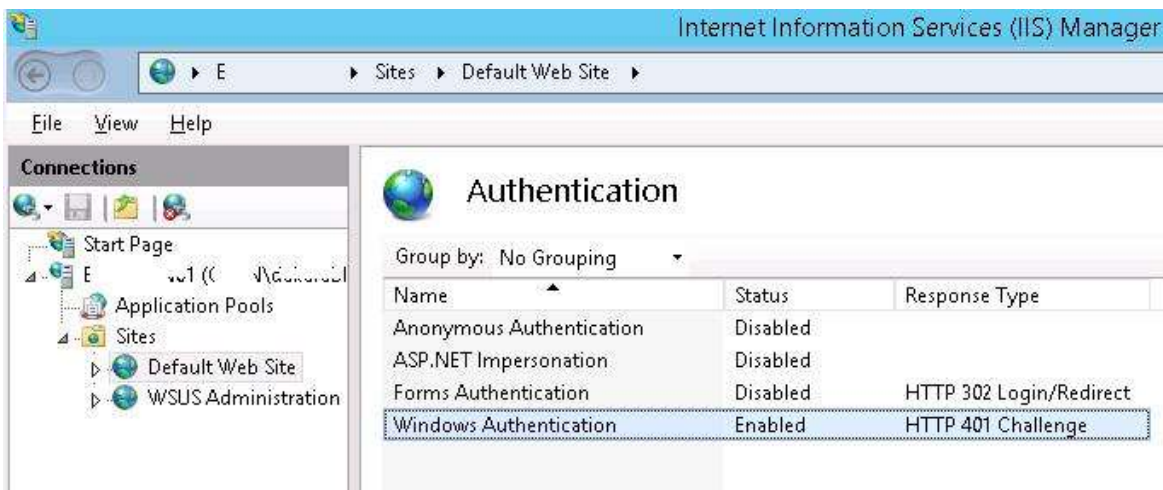 Internet Information Services (IIS) Manager
E Sites Default Web Site
File View Help
Connections
Authentication
Start Page
E
Application Pools
Sites
Default Web Site
WSUS Administration
Group by: No Grouping
Name Status Response Type
Anonymous Authentication Disabled
ASP.NET Impersonation Disabled
Forms Authentication Disabled HTTP 302 Login/Redirect
Windows Authentication Enabled HTTP 401 Challenge